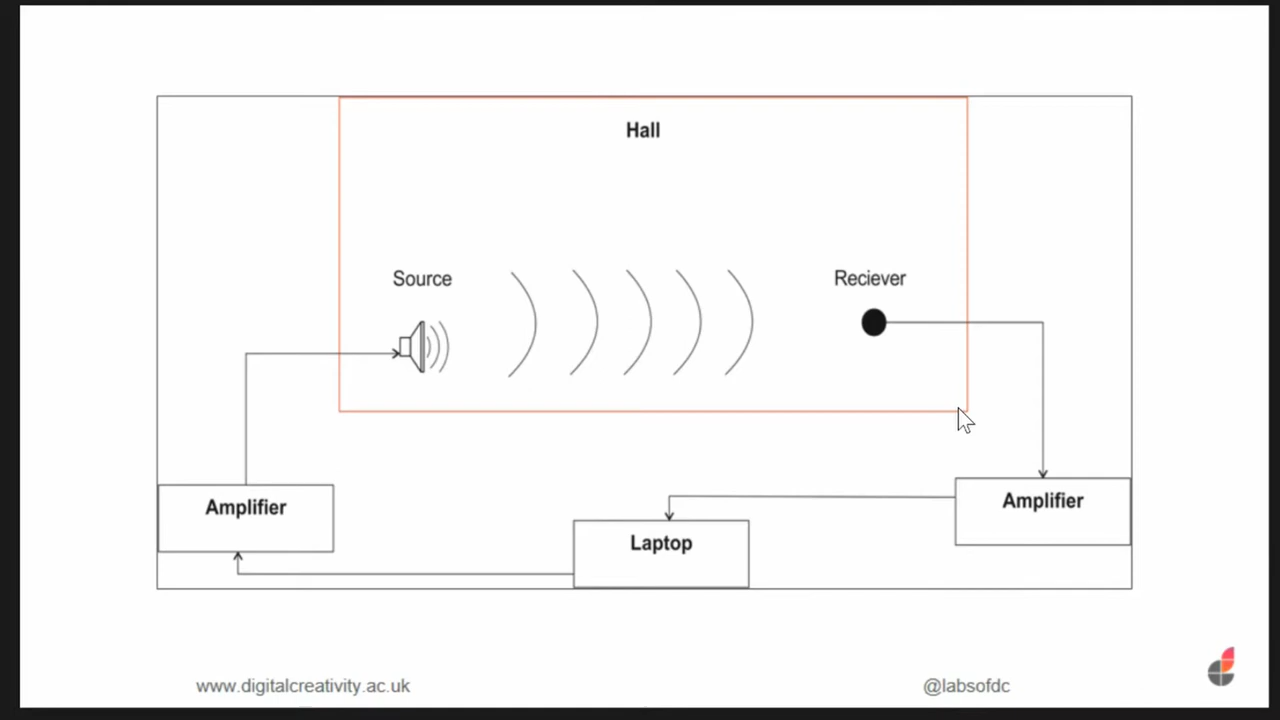 Hall
Source
Reciever
Amplifier
Amplifier
Laptop
www.digitalcreativity.ac.uk
@labsofdc